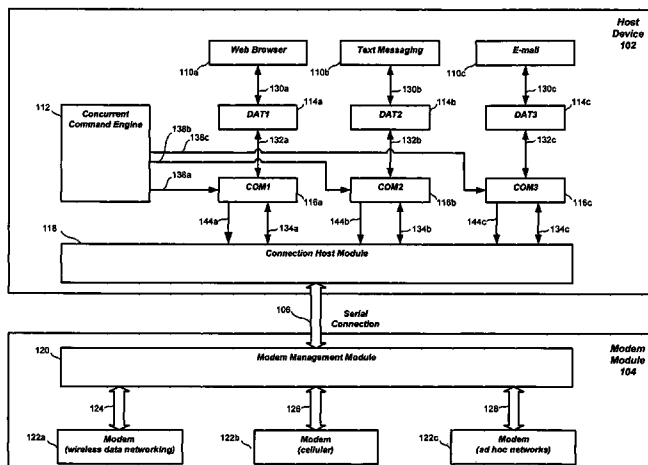 Host
Device
102
Web Browser
Text Messaging
E-mail
110a
110b
110c
130a
130b
130c
112
Concurrent
Command Engine
138b
138c
DAT1
114a
DAT2
114b
DAT3
114c
132a
132b
132c
138a
COM1
COM2
COM3
116a
116b
116c
144a
134a
144b
134b
144c
134c
118
Connection Host Module
106
Serial
Connection
Modem
Module
104
120
Modem Management Module
124
126
128
122a
Modem
(wireless data networking)
122b
Modem
(cellular)
122c
Modem
(ad hoc networks)